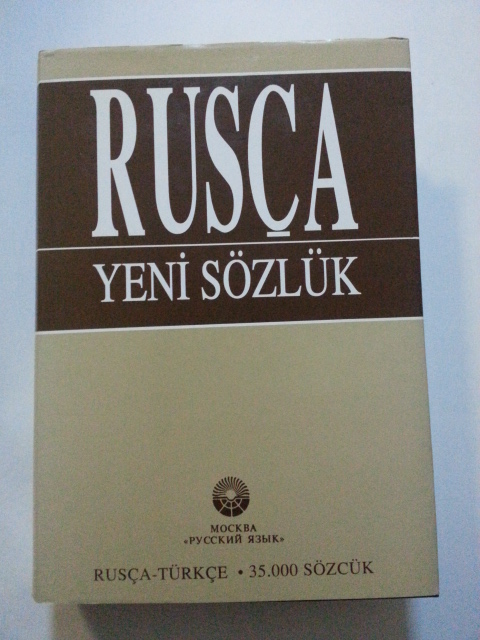 RUSÇA
YENİ SÖZLÜK
МОСКВА
«РУССКИЙ ЯЗЫК»
RUSÇA-TÜRKÇE • 35.000 SÖZCÜK